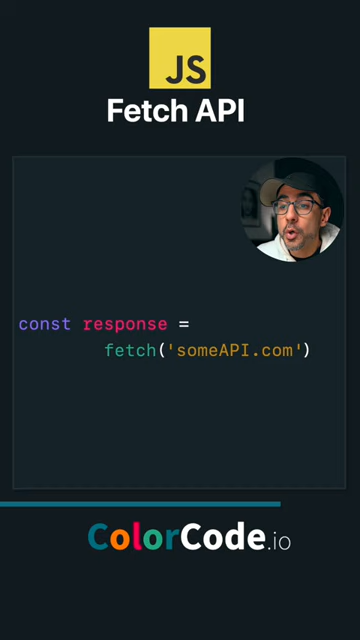 JS
Fetch API
const response =
fetch('someAPI.com')
ColorCode.io